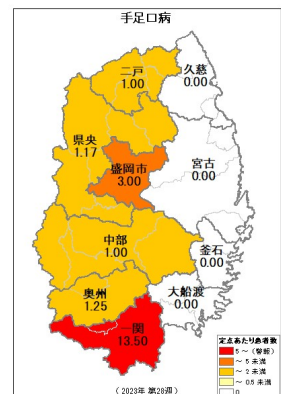 手足口病
二戸
1.00
久慈
0.00
県央
1.17
盛岡市
3.00
宮古
0.00
中部
1.00
釜石
0.00
奥州
1.25
大船渡
0.00
一関
13.50
定点あたり患者数
5~(警報)
~5未満
~2未満
~0.5未満
0
(2023年 第28週)